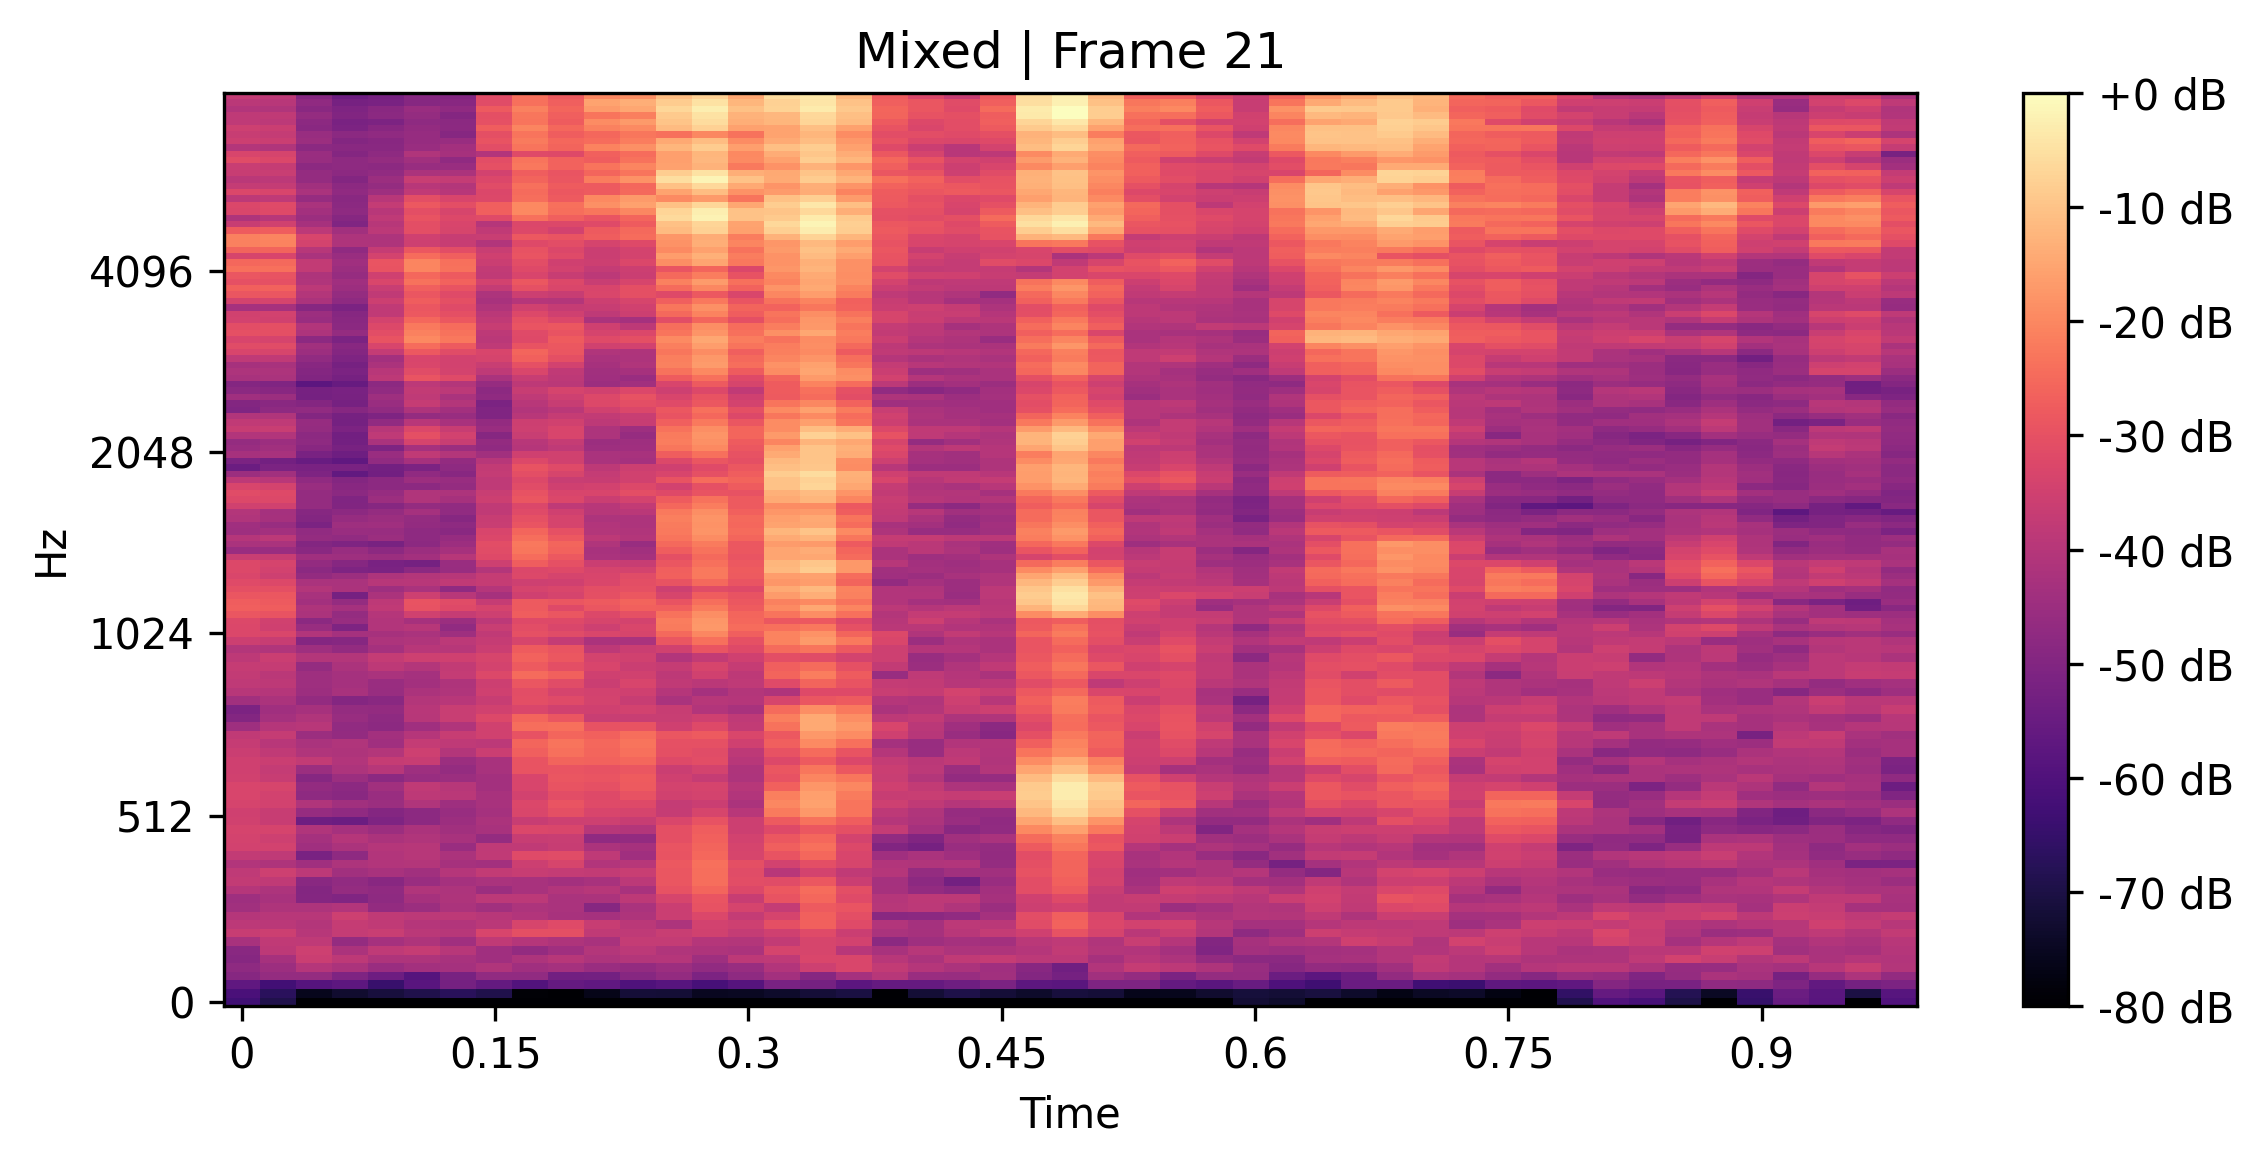 Mixed | Frame 21
Hz
4096
2048
1024
512
0
0 0.15 0.3 0.45 0.6 0.75 0.9
Time
+0 dB
-10 dB
-20 dB
-30 dB
-40 dB
-50 dB
-60 dB
-70 dB
-80 dB